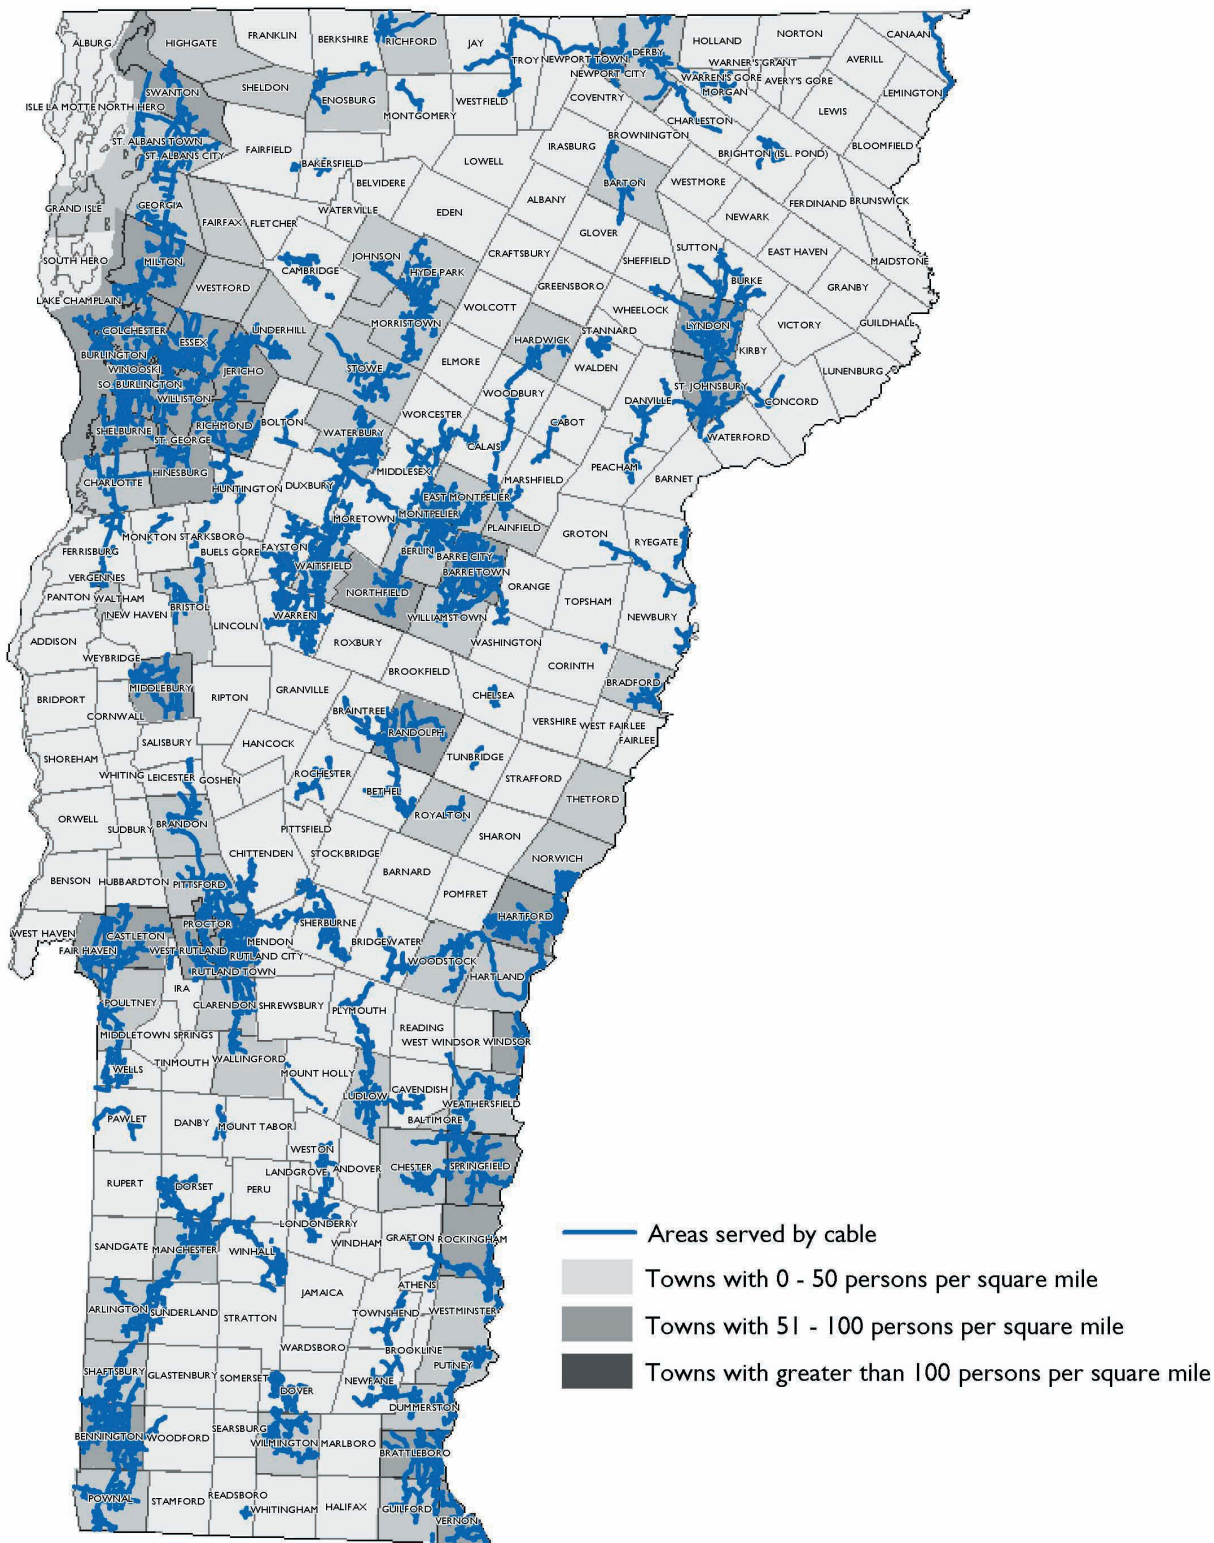 ALBURG
HIGHGATE
FRANKLIN
BERKSHIRE
RICHFORD
JAY
TROY
NEWPORT TOWN
DERBY
HOLLAND
NORTON
CANAAN
NEWPORT CITY
WARNER'S GRANT
AVERILL
WARREN'S GORE
AVERY'S GORE
MORGAN
LEMINGTON
SWANTON
SHELDON
ENOSBURG
MONTGOMERY
WESTFIELD
COVENTRY
CHARLESTON
LEWIS
ISLE LA MOTTE
NORTH HERO
ST. ALBANS TOWN
ST. ALBANS CITY
FAIRFIELD
BAKERSFIELD
LOWELL
IRASBURG
BROWNINGTON
BRIGHTON (ISL. POND)
BLOOMFIELD
BELVIDERE
BARTON
WESTMORE
GRAND ISLE
GEORGIA
FAIRFAX
FLETCHER
WATERVILLE
EDEN
ALBANY
NEWARK
FERDINAND
BRUNSWICK
GLOVER
SOUTH HERO
MILTON
CAMBRIDGE
JOHNSON
HYDE PARK
CRAFTSBURY
SHEFFIELD
SUTTON
EAST HAVEN
MAIDSTONE
WESTFORD
GREENSBORO
BURKE
GRANBY
LAKE CHAMPLAIN
WOLCOTT
WHEELOCK
COLCHESTER
ESSEX
UNDERHILL
MORRISTOWN
HARDWICK
STANNARD
LYNDON
VICTORY
GUILDHALL
BURLINGTON
WINOOSKI
JERICHO
STOWE
ELMORE
WALDEN
KIRBY
LUNENBURG
SO. BURLINGTON
WILLISTON
WOODBURY
DANVILLE
ST. JOHNSBURY
CONCORD
SHELBURNE
ST. GEORGE
RICHMOND
BOLTON
WATERBURY
WORCESTER
CALAIS
CABOT
WATERFORD
CHARLOTTE
HINESBURG
HUNTINGTON
DUXBURY
MIDDLESEX
MARSHFIELD
PEACHAM
BARNET
EAST MONTPELIER
MORETOWN
MONTPELIER
PLAINFIELD
MONKTON
STARKSBORO
FERRISBURG
BUELS GORE
FAYSTON
WAITSFIELD
BERLIN
BARRE CITY
BARRE TOWN
GROTON
RYEGATE
VERGENNES
PANTON
WALTHAM
NEW HAVEN
BRISTOL
LINCOLN
WARREN
NORTHFIELD
WILLIAMSTOWN
ORANGE
TOPSHAM
NEWBURY
ADDISON
WEYBRIDGE
ROXBURY
WASHINGTON
BRIDPORT
MIDDLEBURY
RIPTON
GRANVILLE
BROOKFIELD
CHELSEA
CORINTH
BRADFORD
CORNWALL
BRAINTREE
RANDOLPH
VERSHIRE
WEST FAIRLEE
FAIRLEE
SHOREHAM
SALISBURY
HANCOCK
TUNBRIDGE
WHITING
LEICESTER
GOSHEN
ROCHESTER
BETHEL
STRAFFORD
ORWELL
SUDBURY
BRANDON
ROYALTON
THETFORD
CHITTENDEN
PITTSFIELD
STOCKBRIDGE
SHARON
NORWICH
BENSON
HUBBARDTON
PITTSFORD
BARNARD
POMFRET
WEST HAVEN
FAIR HAVEN
CASTLETON
PROCTOR
WEST RUTLAND
MENDON
RUTLAND CITY
RUTLAND TOWN
SHERBURNE
BRIDGEWATER
WOODSTOCK
HARTFORD
HARTLAND
POULTNEY
IRA
CLARENDON
SHREWSBURY
PLYMOUTH
READING
WEST WINDSOR
WINDSOR
MIDDLETOWN SPRINGS
WELLS
TINMOUTH
WALLINGFORD
MOUNT HOLLY
LUDLOW
CAVENDISH
WEATHERSFIELD
BALTIMORE
PAWLET
DANBY
MOUNT TABOR
WESTON
ANDOVER
CHESTER
SPRINGFIELD
RUPERT
DORSET
PERU
LANDGROVE
LONDONDERRY
WINDHAM
GRAFTON
ROCKINGHAM
SANDGATE
MANCHESTER
WINHALL
JAMAICA
ATHENS
ARLINGTON
SUNDERLAND
STRATTON
TOWNSHEND
WESTMINSTER
WARDSBORO
BROOKLINE
PUTNEY
SHAFTSBURY
GLASTENBURY
SOMERSET
DOVER
NEWFANE
DUMMERSTON
BENNINGTON
WOODFORD
SEARSBURG
WILMINGTON
MARLBORO
BRATTLEBORO
POWNAL
STAMFORD
READSBORO
WHITINGHAM
HALIFAX
GUILFORD
VERNON
Areas served by cable
Towns with 0 - 50 persons per square mile
Towns with 51 - 100 persons per square mile
Towns with greater than 100 persons per square mile